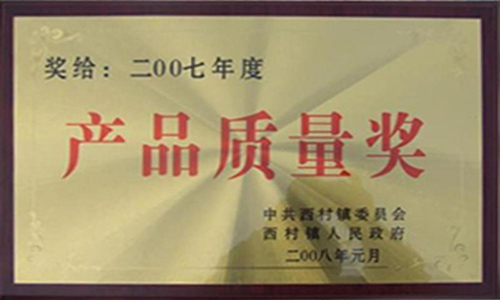 奖给：二00七年度
产品质量奖
中共西村镇委员会
西村镇人民政府
二00八年元月